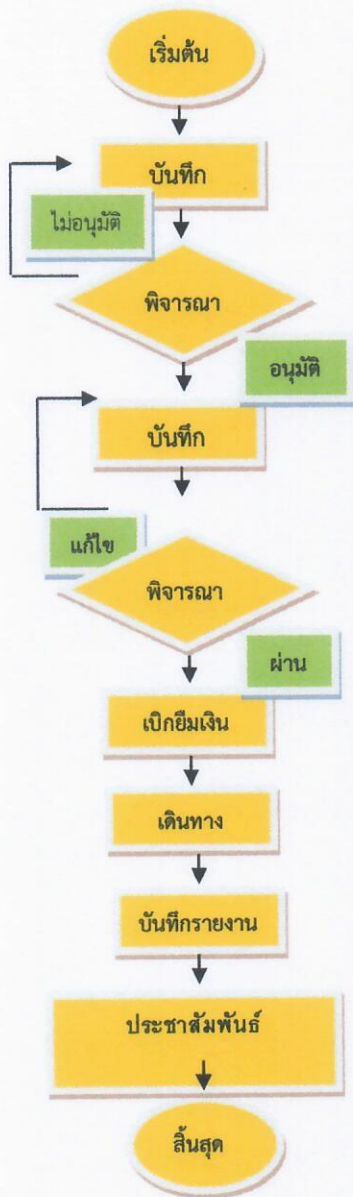 เริ่มต้น
บันทึก
ไม่อนุมัติ
พิจารณา
อนุมัติ
บันทึก
แก้ไข
พิจารณา
ผ่าน
เบิกยืมเงิน
เดินทาง
บันทึกรายงาน
ประชาสัมพันธ์
สิ้นสุด